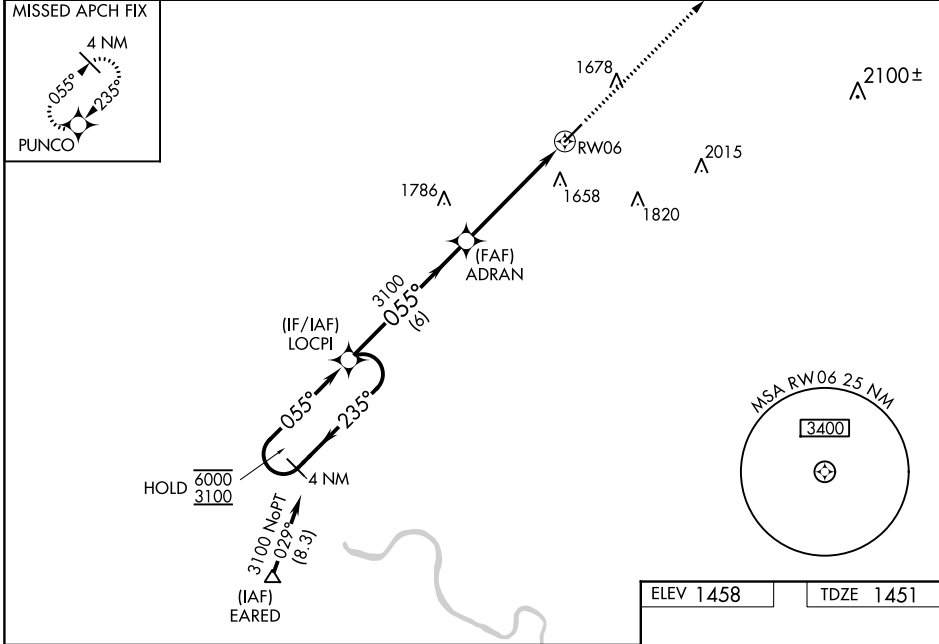 MISSED APCH FIX
4 NM
055°
235°
PUNCO
1678
2100±
RW06
2015
1786
1658
1820
(FAF)
ADRAN
3100
055°
(6)
(IF/IAF)
LOCPI
055°
235°
MSA RW06 25 NM
3400
HOLD 6000
3100
4 NM
3100 NoPT
029°
(8.3)
(IAF)
EARED
ELEV 1458
TDZE 1451